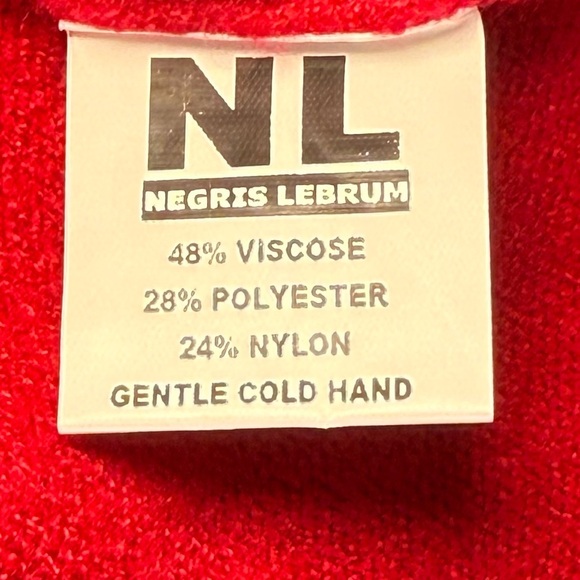 NL
NEGRIS LEBRUM
48% VISCOSE
28% POLYESTER
24% NYLON
GENTLE COLD HAND